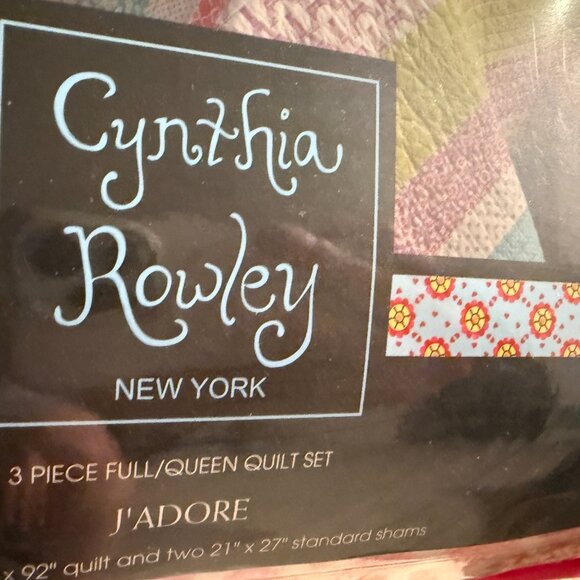 Cynthia
Rowley
NEW YORK
3 PIECE FULL/QUEEN QUILT SET
J'ADORE
x 92" quilt and two 21" x 27" standard shams